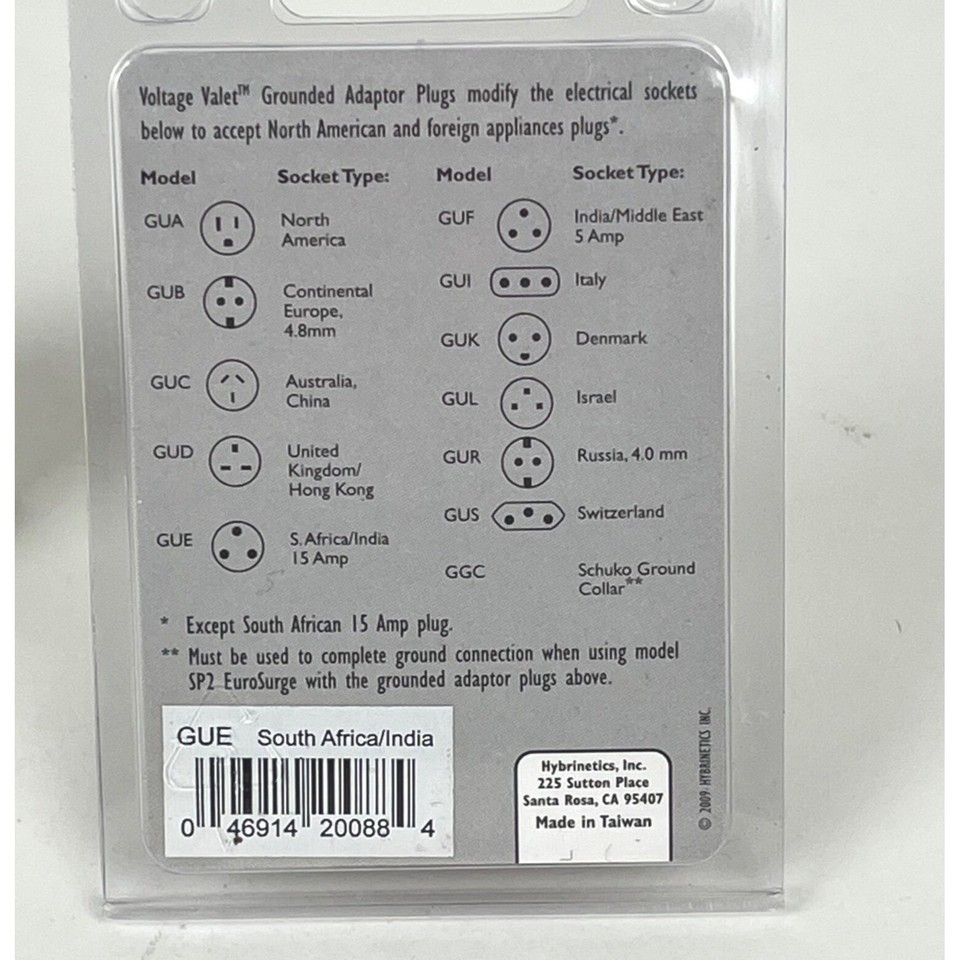 Voltage Valet™ Grounded Adaptor Plugs modify the electrical sockets
below to accept North American and foreign appliances plugs*.
Model Socket Type:
GUA North
America
GUB Continental
Europe,
4.8mm
GUC Australia,
China
GUD United
Kingdom/
Hong Kong
GUE S. Africa/India
15 Amp
Model Socket Type:
GUF India/Middle East
5 Amp
GUI Italy
GUK Denmark
GUL Israel
GUR Russia, 4.0 mm
GUS Switzerland
GGC Schuko Ground
Collar**
* Except South African 15 Amp plug.
** Must be used to complete ground connection when using model
SP2 EuroSurge with the grounded adaptor plugs above.
GUE South Africa/India
0 46914 20088 4
Hybrinetics, Inc.
225 Sutton Place
Santa Rosa, CA 95407
Made in Taiwan
© 2009 HYBRINETICS INC.